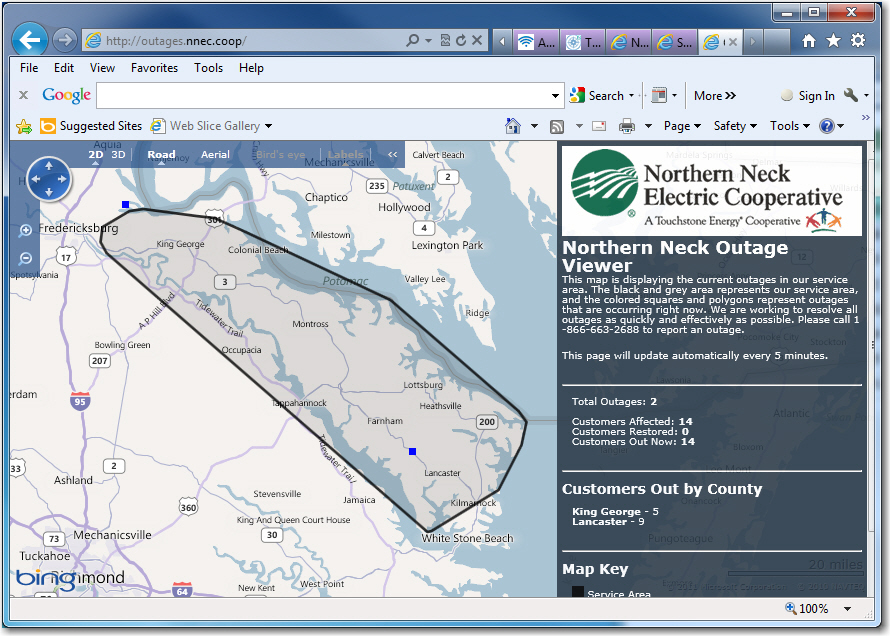 http://outages.nnec.coop/
A...
T...
N...
S...
File Edit View Favorites Tools Help
Google
Search
More »
Sign In
Suggested Sites
Web Slice Gallery
Page
Safety
Tools
2D 3D Road Aerial Bird's eye Labels <<
Calvert Beach
Mechanicsville
2
235
Patuxent
Chaptico
Hollywood
301
4
Fredericksburg
Milestown
King George
Colonial Beach
Lexington Park
17
Spotsylvania
3
Potomac
Valley Lee
A.P. Hill Blvd
Tidewater Trail
Ridge
Montross
Bowling Green
Occupacia
207
Lottsburg
95
Tappahannock
Heathsville
Farnham
200
Tidewater Trail
33
2
Lancaster
Ashland
Stevensville
Jamaica
Kilmarnock
360
King And Queen Court House
73
Mechanicsville
30
White Stone Beach
Tuckahoe
bing
64
New Kent
West Point
Northern Neck
Electric Cooperative
A Touchstone Energy® Cooperative
Northern Neck Outage
Viewer
This map is displaying the current outages in our service
area. The black and grey area represents our service area,
and the colored squares and polygons represent outages
that are occurring right now. We are working to resolve all
outages as quickly and effectively as possible. Please call 1
-866-663-2688 to report an outage.
This page will update automatically every 5 minutes.
Total Outages: 2
Customers Affected: 14
Customers Restored: 0
Customers Out Now: 14
Customers Out by County
King George - 5
Lancaster - 9
Map Key
20 miles
Service Area
100%